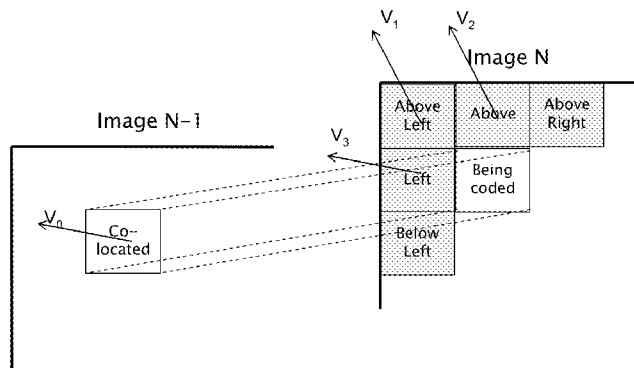 V1
V2
Image N
Above
Left
Above
Above
Right
Image N-1
V3
Left
Being
coded
V0
Co-
located
Below
Left